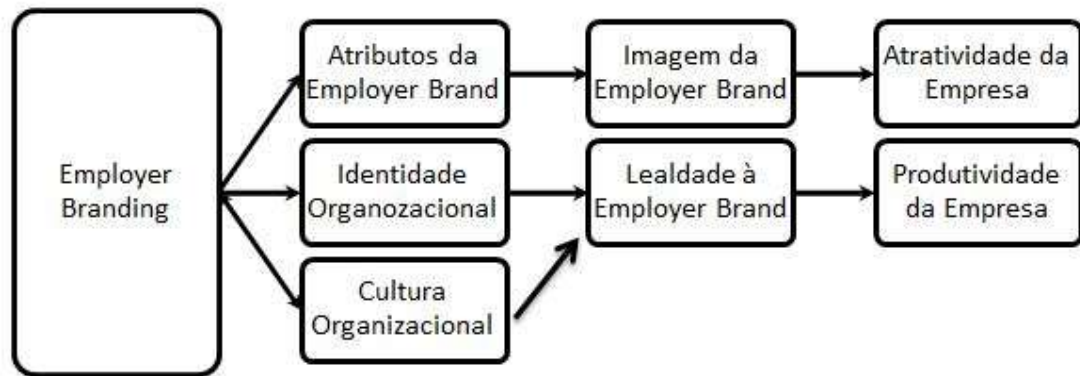 Employer
Branding
Atributos da
Employer Brand
Imagem da
Employer Brand
Atratividade da
Empresa
Identidade
Organozacional
Lealdade à
Employer Brand
Produtividade
da Empresa
Cultura
Organizacional